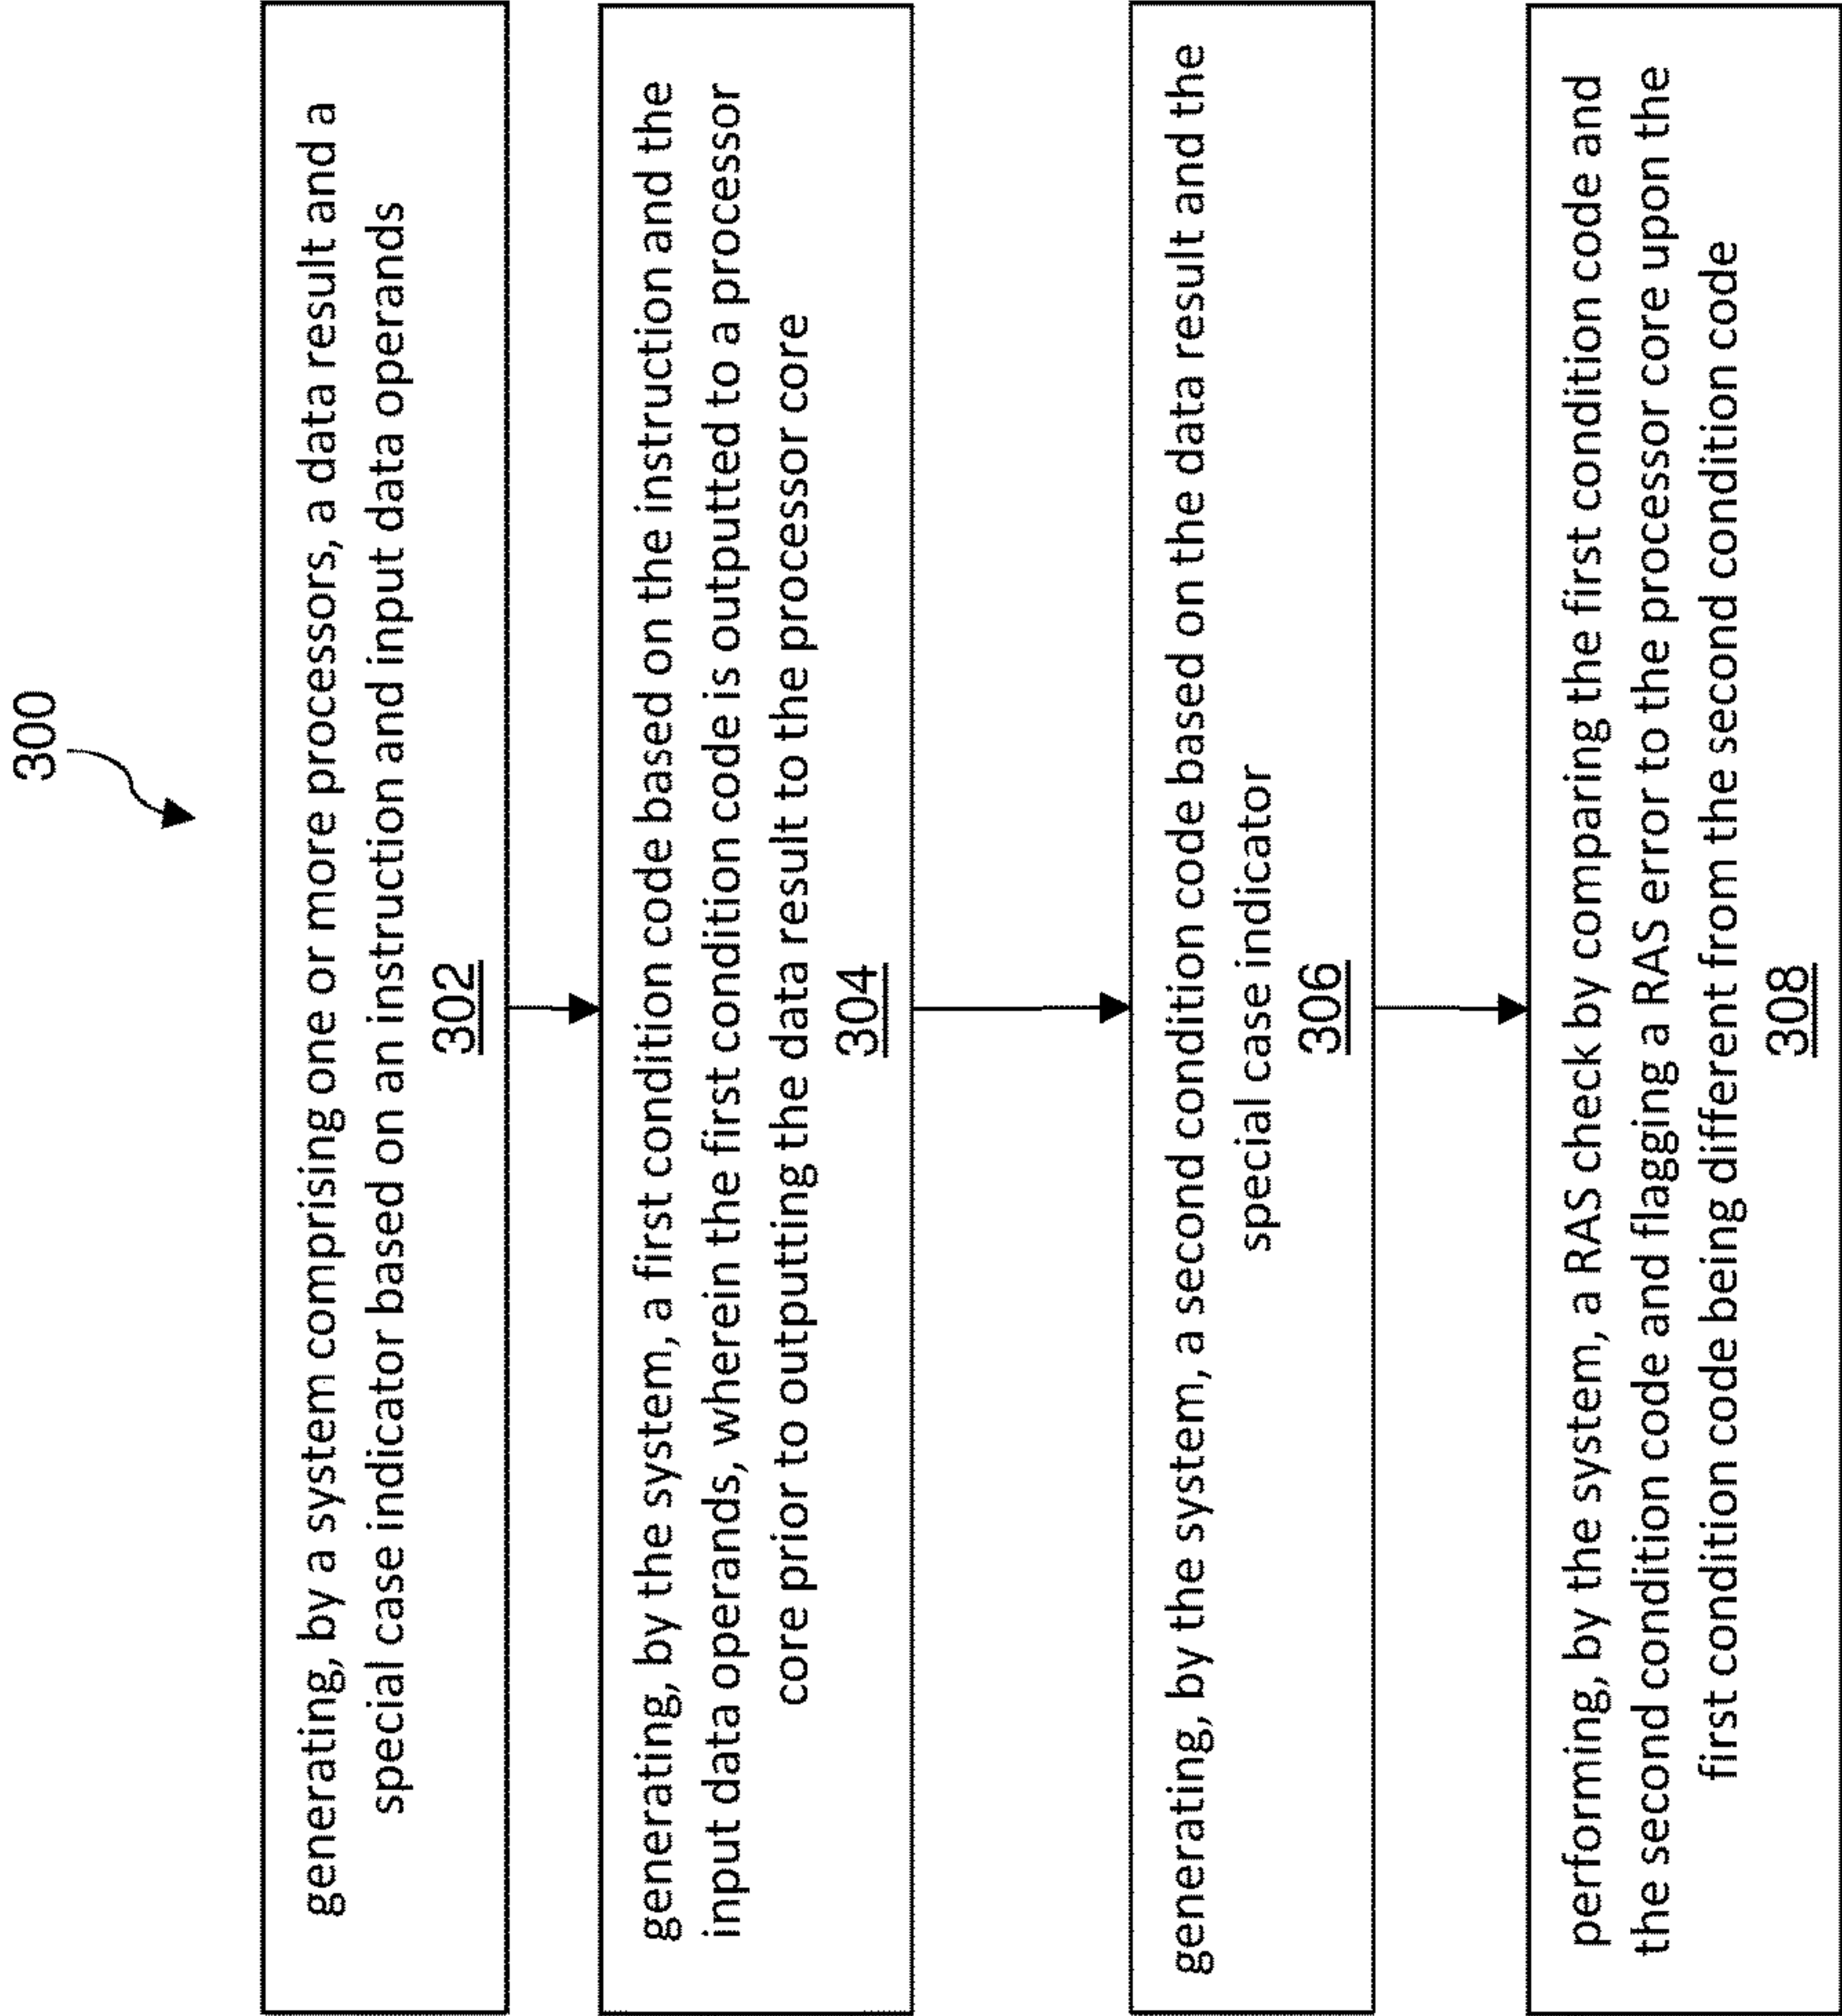 300
generating, by a system comprising one or more processors, a data result and a
special case indicator based on an instruction and input data operands
302
generating, by the system, a first condition code based on the instruction and the
input data operands, wherein the first condition code is outputted to a processor
core prior to outputting the data result to the processor core
304
generating, by the system, a second condition code based on the data result and the
special case indicator
306
performing, by the system, a RAS check by comparing the first condition code and
the second condition code and flagging a RAS error to the processor core upon the
first condition code being different from the second condition code
308